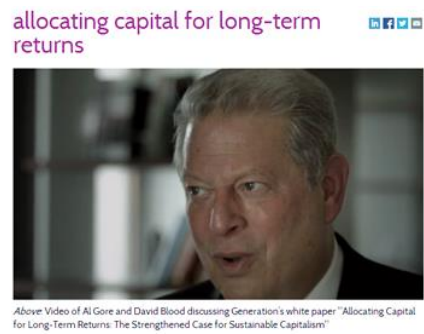 allocating capital for long-term
returns
Above: Video of Al Gore and David Blood discussing Generation's white paper "Allocating Capital
for Long-Term Returns: The Strengthened Case for Sustainable Capitalism"